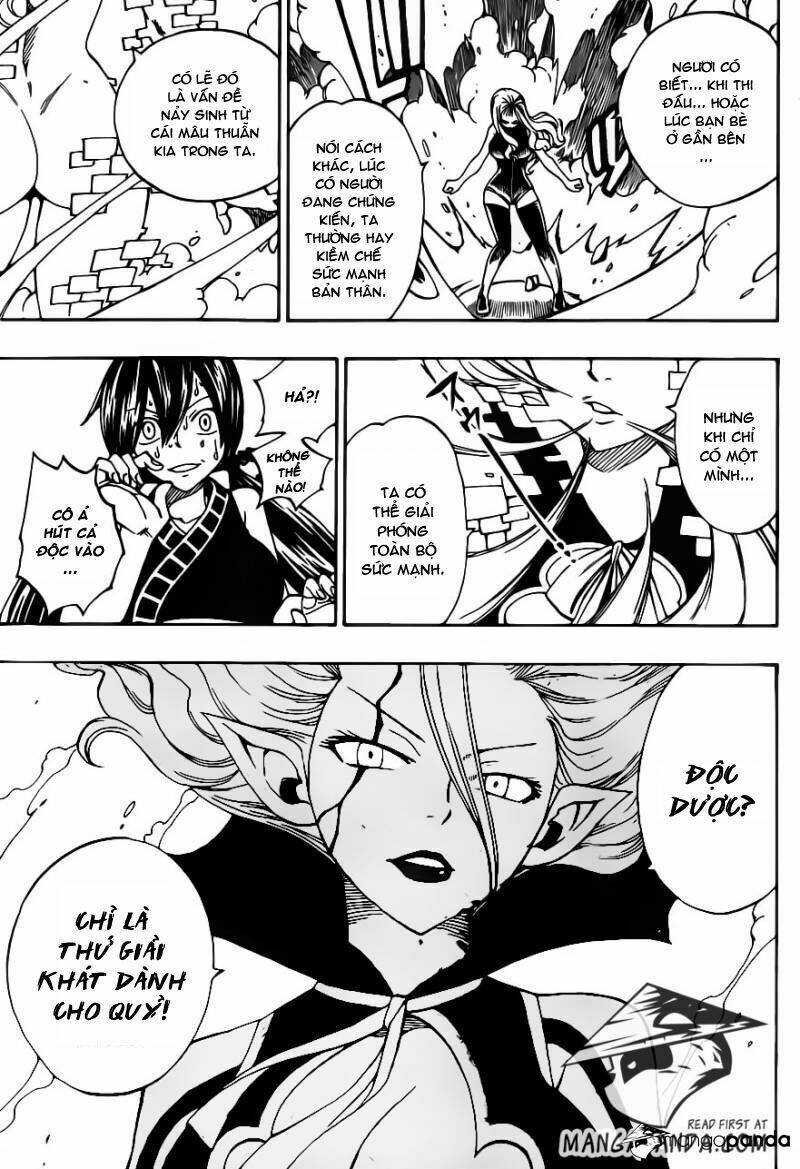 NGƯƠI CÓ
BIẾT... KHI THI
ĐẤU... HOẶC
LÚC BẠN BÈ
Ở GẦN BÊN
...
NÓI CÁCH
KHÁC, LÚC
CÓ NGƯỜI
ĐANG CHỨNG
KIẾN, TA
THƯỜNG HAY
KIỀM CHẾ
SỨC MẠNH
BẢN THÂN.
CÓ LẼ ĐÓ
LÀ VẤN ĐỀ
NẢY SINH TỪ
CÁI MÂU THUẪN
KIA TRONG TA.
NHƯNG
KHI CHỈ
CÓ MỘT
MÌNH...
TA CÓ
THỂ GIẢI
PHÓNG
TOÀN BỘ
SỨC MẠNH.
HẢ?!
KHÔNG
THỂ
NÀO!
CÔ Ả
HÚT CẢ
ĐỘC VÀO
...
ĐỘC
DƯỢC?
CHỈ LÀ
THỨ GIẢI
KHÁT DÀNH
CHO QUỶ!
READ FIRST AT
mangapanda